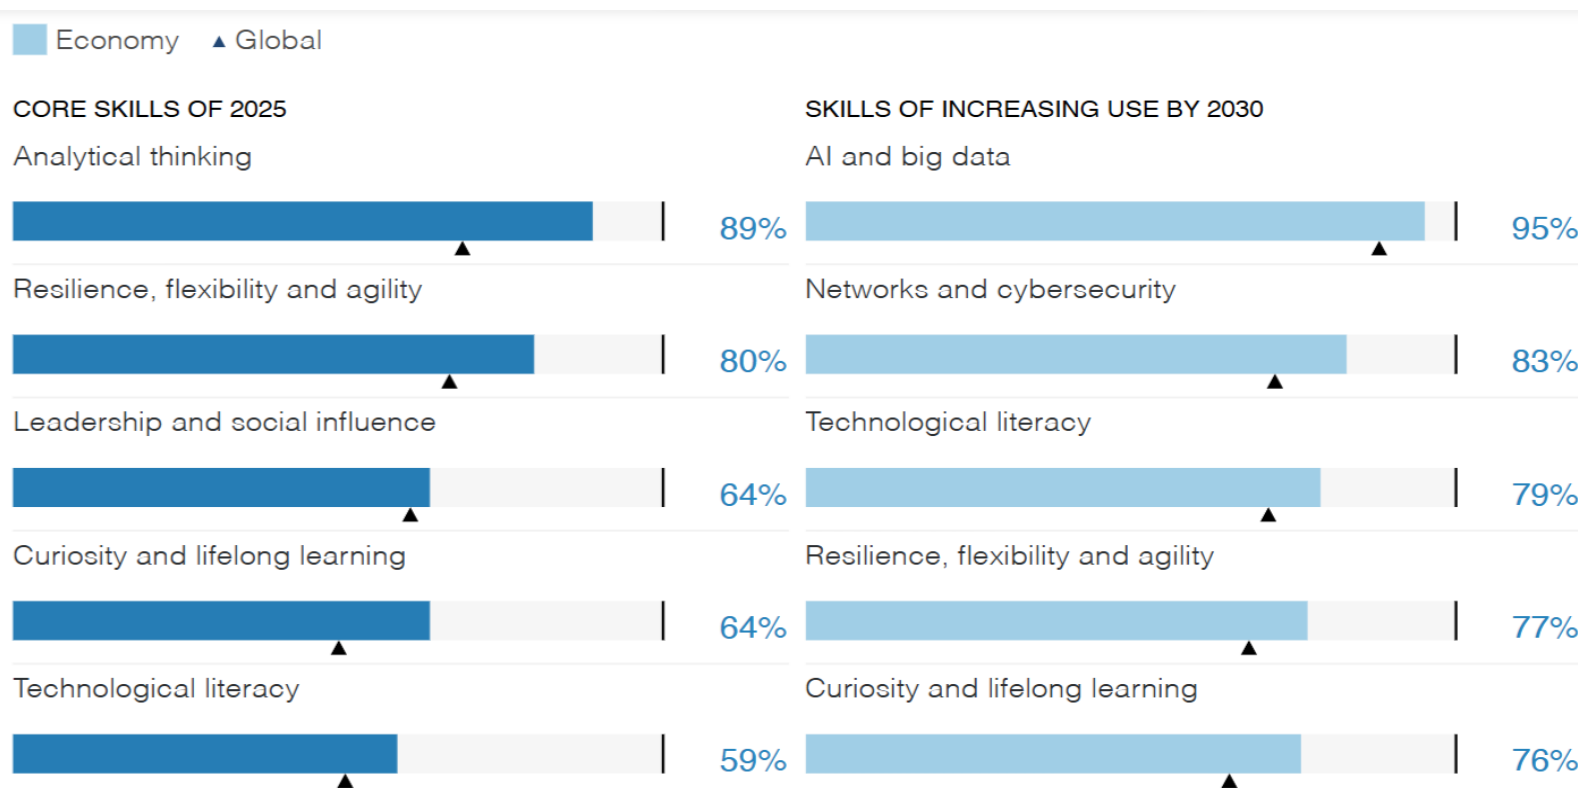 Economy Global
CORE SKILLS OF 2025
Analytical thinking
89%
Resilience, flexibility and agility
80%
Leadership and social influence
64%
Curiosity and lifelong learning
64%
Technological literacy
59%
SKILLS OF INCREASING USE BY 2030
AI and big data
95%
Networks and cybersecurity
83%
Technological literacy
79%
Resilience, flexibility and agility
77%
Curiosity and lifelong learning
76%